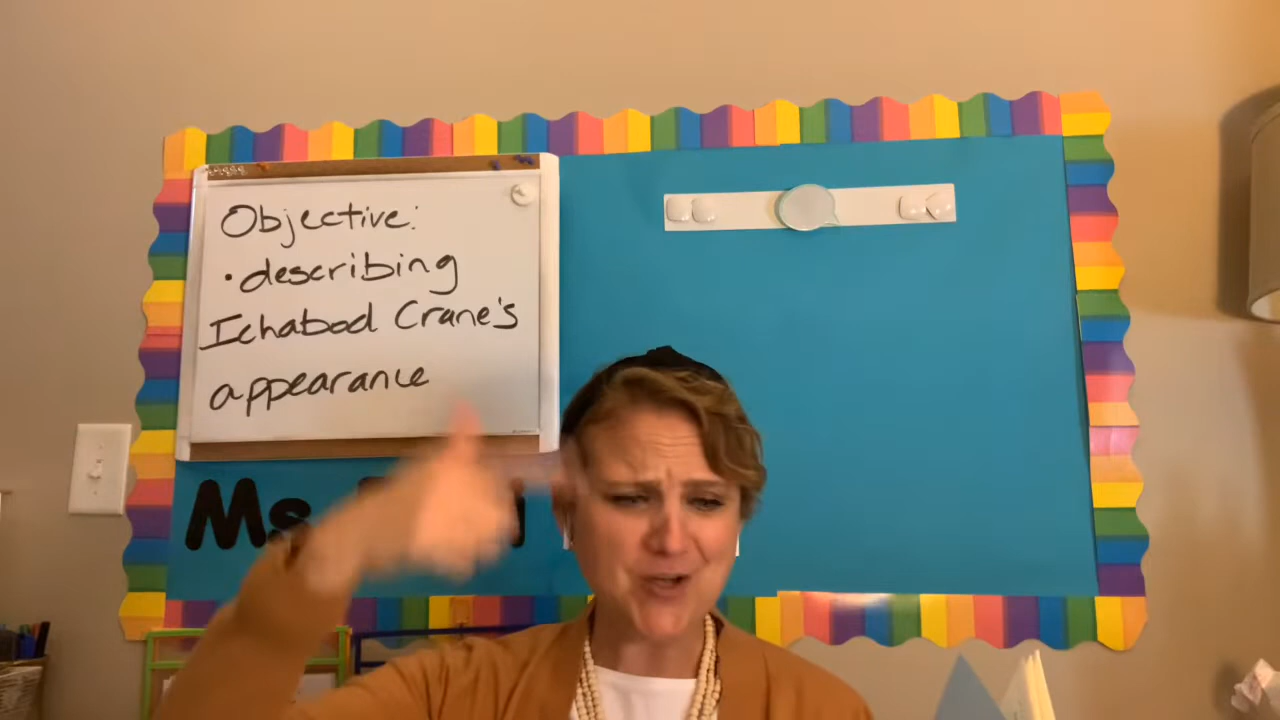 Objective:
• describing
Ichabod Crane's
appearance
Ms.